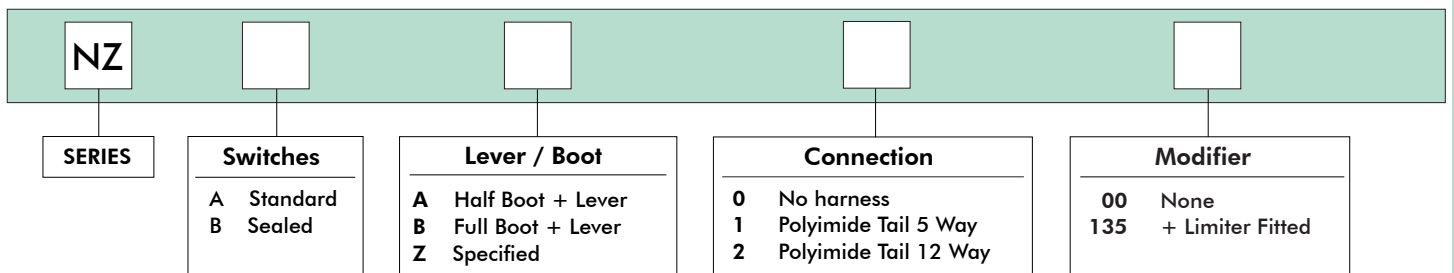 NZ
SERIES
Switches
A Standard
B Sealed
Lever / Boot
A Half Boot + Lever
B Full Boot + Lever
Z Specified
Connection
0 No harness
1 Polyimide Tail 5 Way
2 Polyimide Tail 12 Way
Modifier
00 None
135 + Limiter Fitted